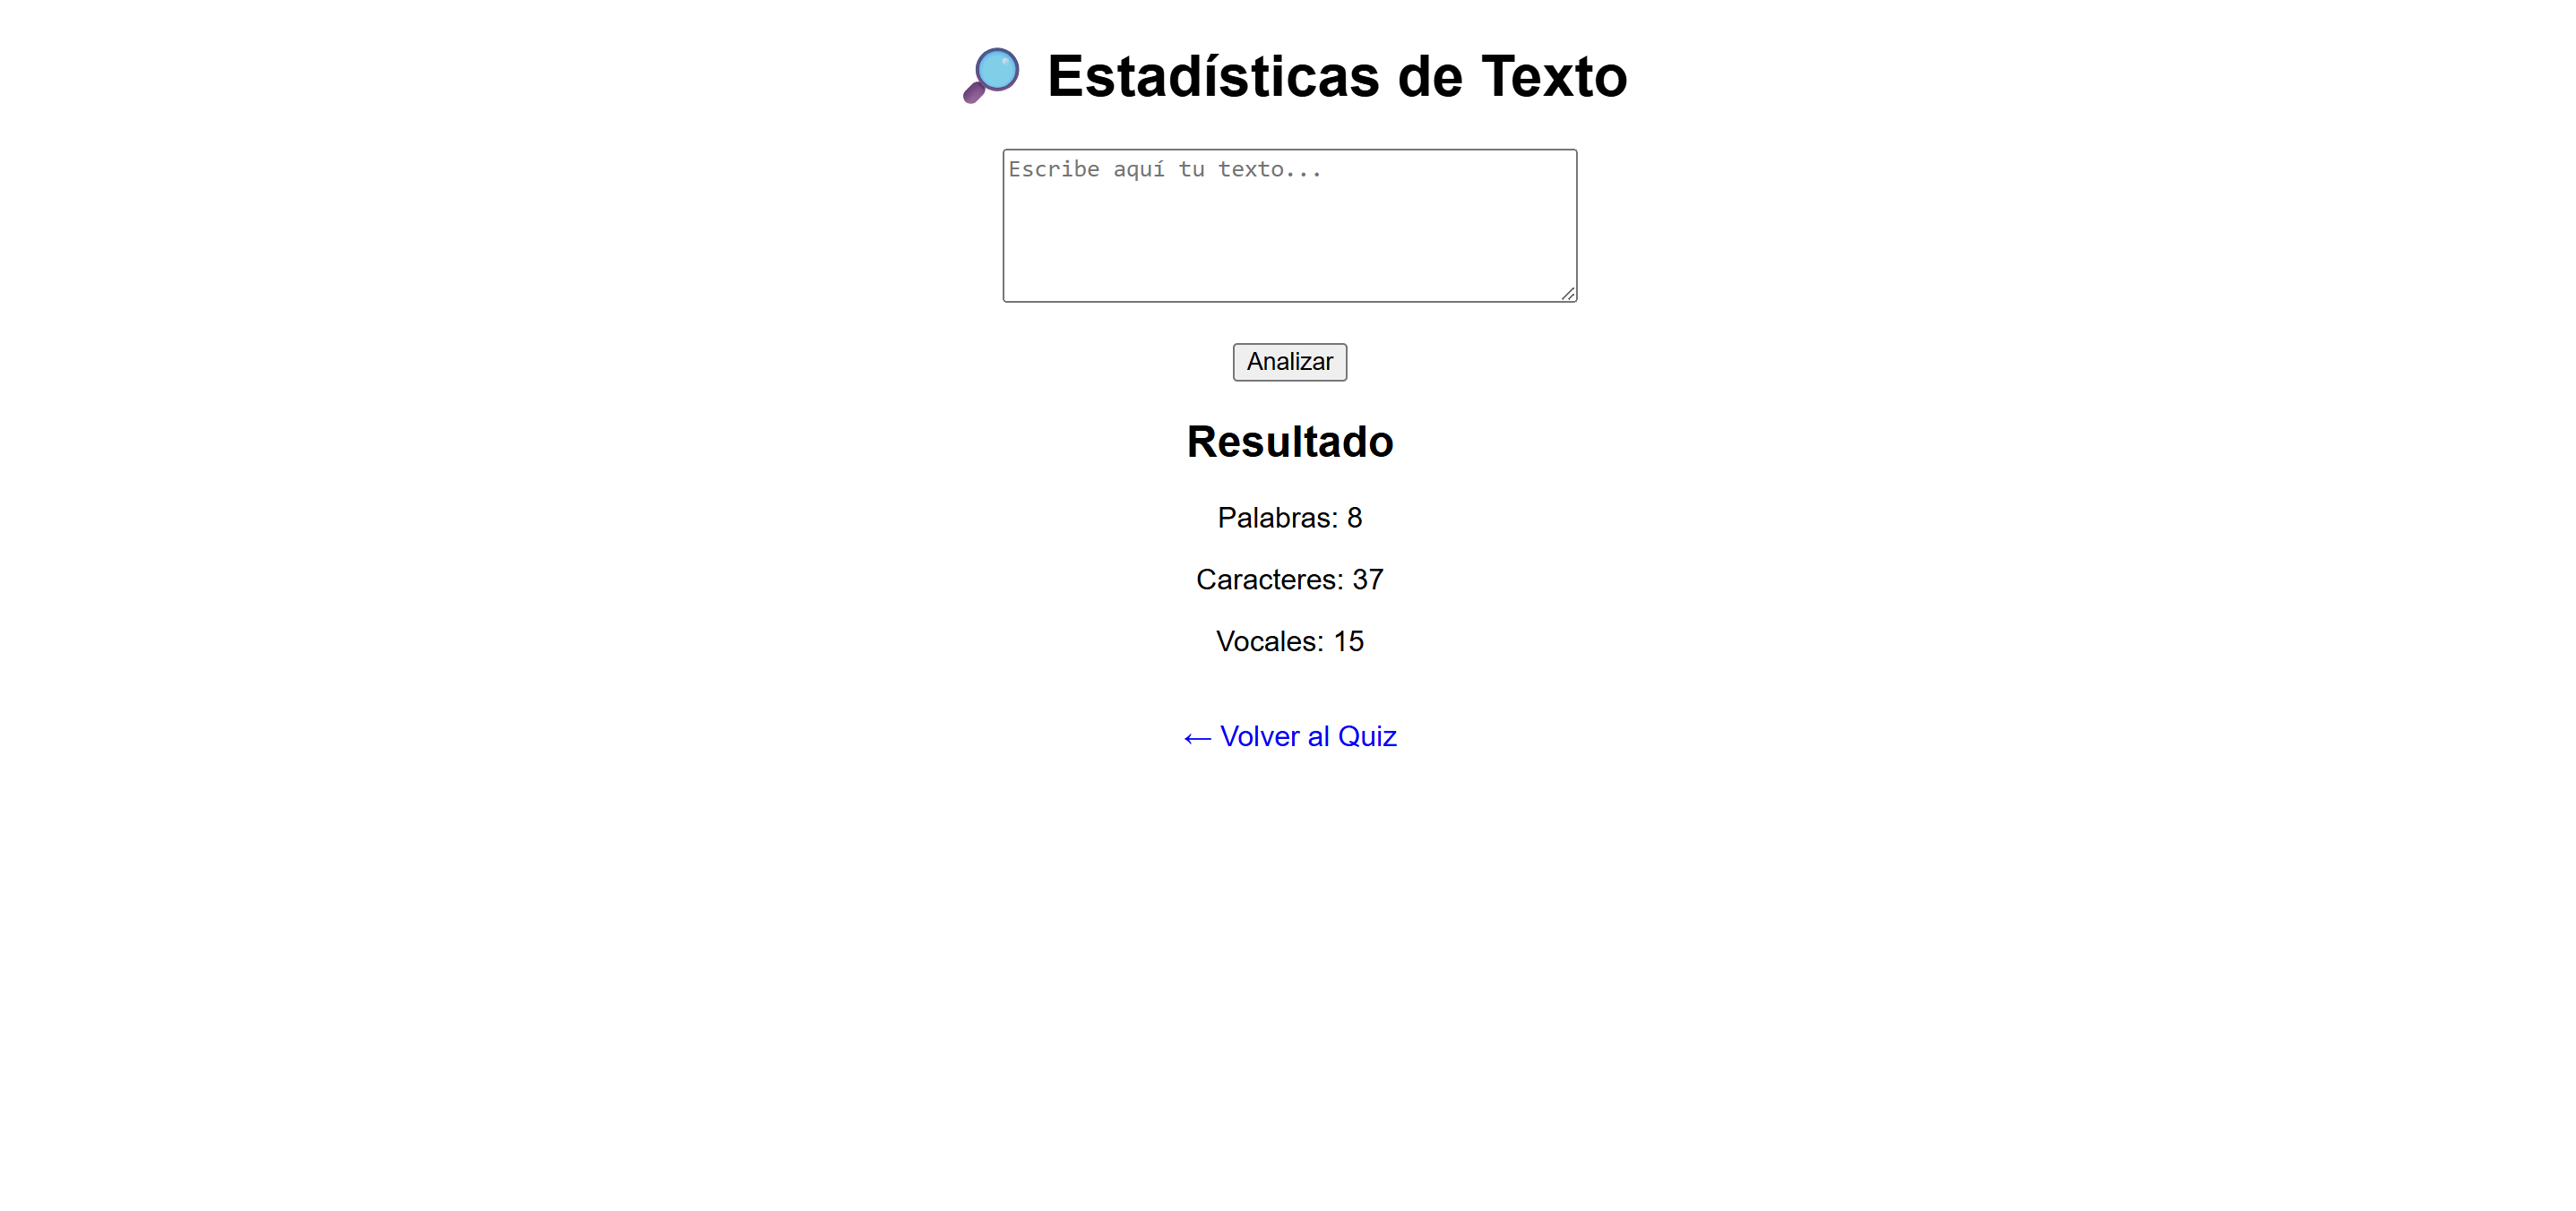 🔎 Estadísticas de Texto
Escribe aquí tu texto...
Analizar
Resultado
Palabras: 8
Caracteres: 37
Vocales: 15
← Volver al Quiz